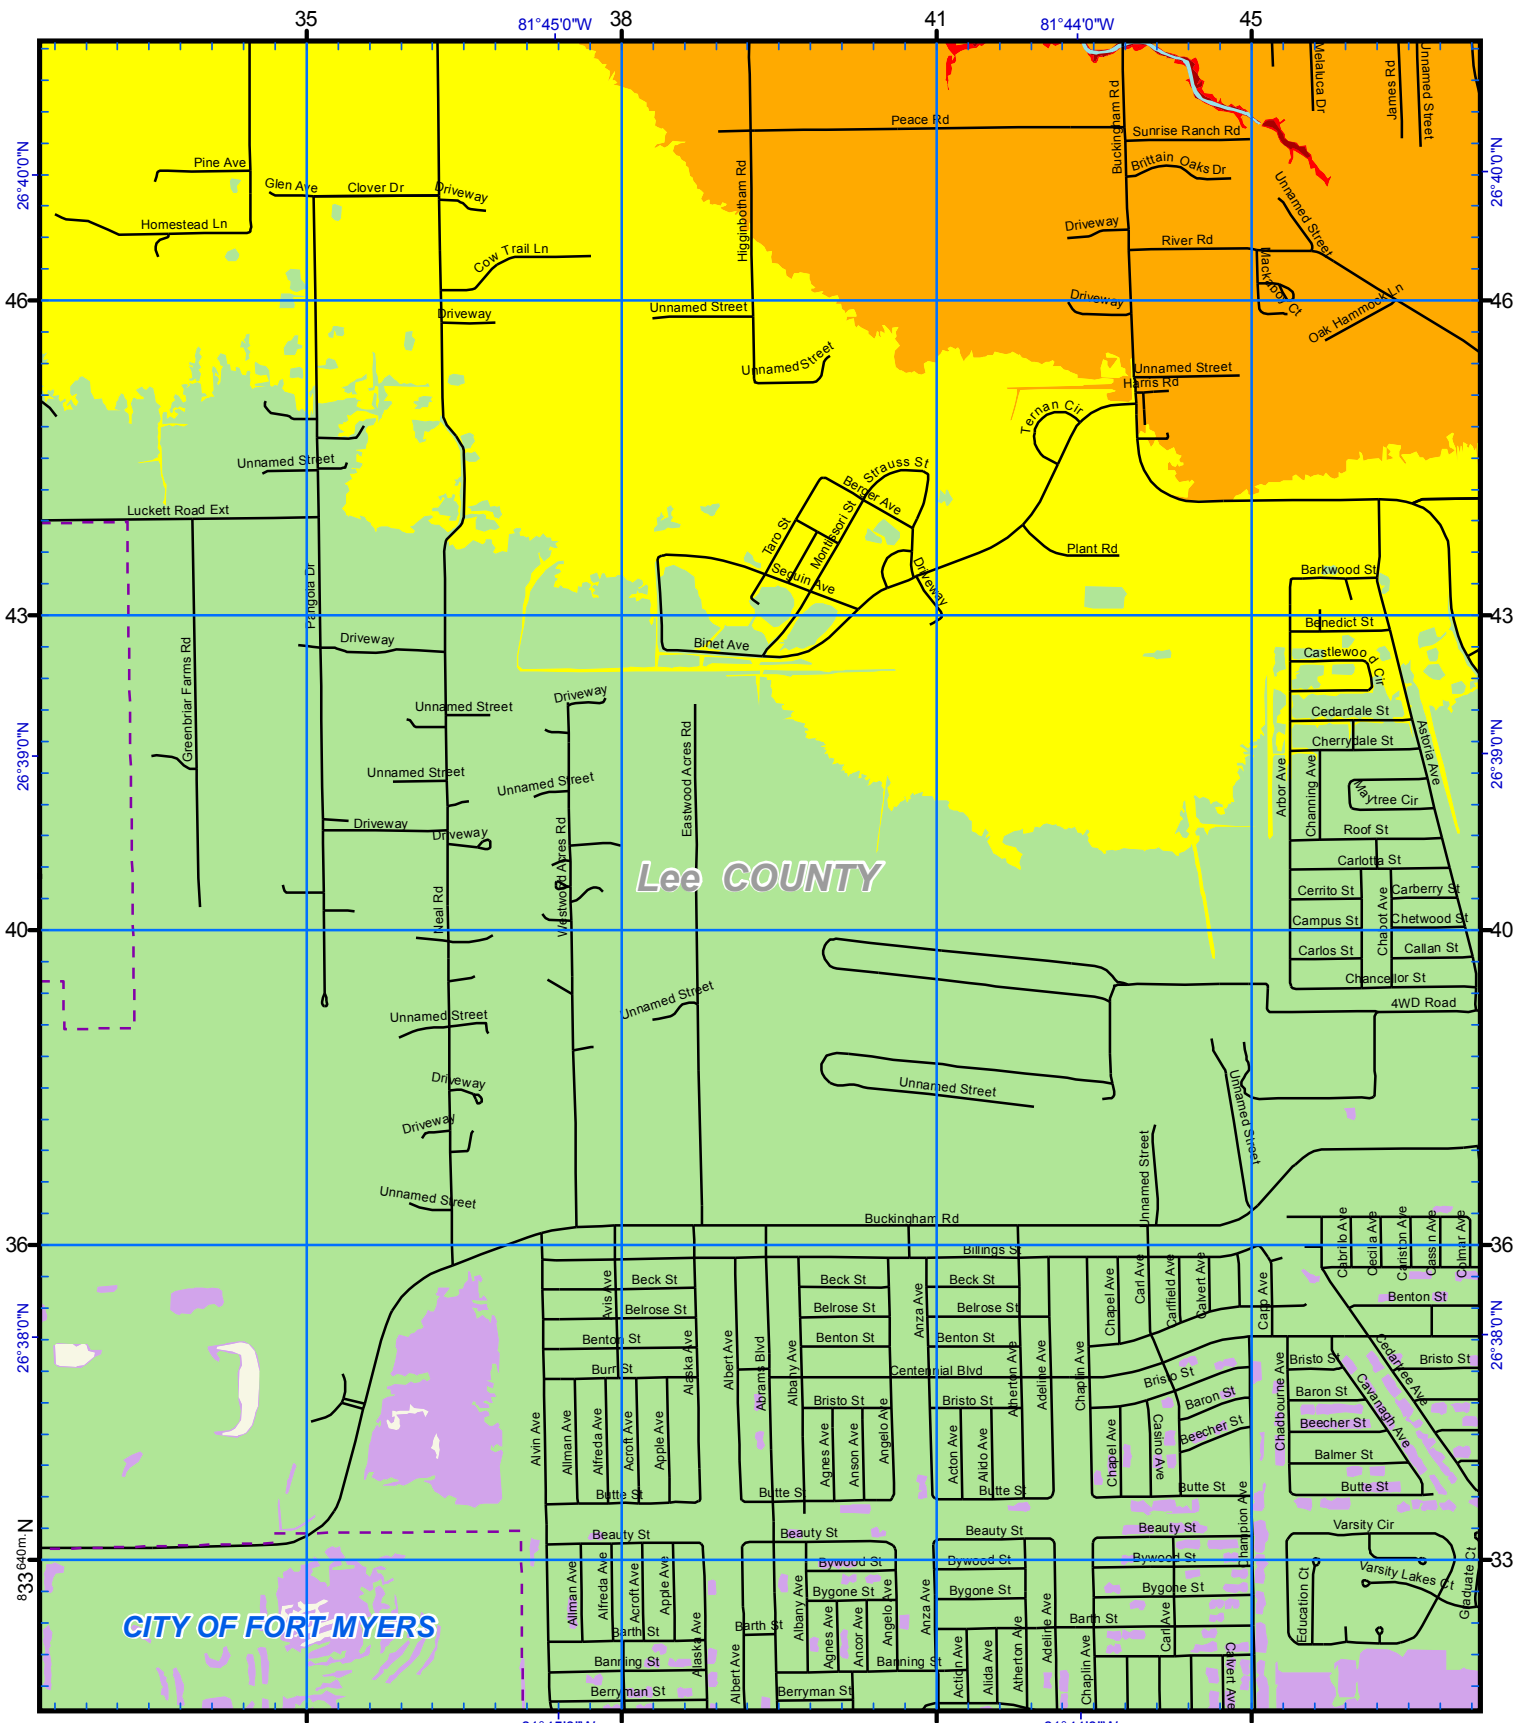 35
81°45'0"W
38
41
81°44'0"W
45
26°40'0"N
26°40'0"N
Melaluca Dr
James Rd
Unnamed Street
Buckingham Rd
Peace Rd
Sunrise Ranch Rd
Brittain Oaks Dr
Pine Ave
Glen Ave
Clover Dr
Driveway
Higginbotham Rd
Unnamed Street
Homestead Ln
Driveway
River Rd
Cow Trail Ln
Mackaboy Ct
46
46
Driveway
Unnamed Street
Driveway
Oak Hammock Ln
Unnamed Street
Unnamed Street
Harris Rd
Ternan Cir
Unnamed Street
Strauss St
Berger Ave
Luckett Road Ext
Taro St
Montissori St
Plant Rd
Seguin Ave
Driveway
Barkwood St
Pangola Dr
43
43
Benedict St
Greenbriar Farms Rd
Driveway
Binet Ave
Castlewood Cir
Driveway
Unnamed Street
Cedardale St
Cherrydale St
Astoria Ave
26°39'0"N
26°39'0"N
Eastwood Acres Rd
Unnamed Street
Unnamed Street
Arbor Ave
Channing Ave
Maytree Cir
Driveway
Driveway
Westwood Acres Rd
Roof St
Carlotta St
Lee COUNTY
Neal Rd
Cerrito St
Carberry St
Chabot Ave
Campus St
Chetwood St
40
40
Carlos St
Callan St
Chancellor St
4WD Road
Unnamed Street
Unnamed Street
Driveway
Unnamed Street
Unnamed Street
Driveway
Unnamed Street
Unnamed Street
Buckingham Rd
36
36
Billings St
Cabrillo Ave
Cecilia Ave
Cariston Ave
Cassin Ave
Colmar Ave
Avis Ave
Beck St
Beck St
Beck St
Chapel Ave
Carl Ave
Carlfield Ave
Calvert Ave
Capp Ave
Benton St
Belrose St
Belrose St
Belrose St
Anza Ave
26°38'0"N
26°38'0"N
Benton St
Benton St
Benton St
Alaska Ave
Albert Ave
Abrams Blvd
Albany Ave
Burr St
Centennial Blvd
Atherton Ave
Adeline Ave
Chaplin Ave
Bristo St
Bristo St
Bristo St
Cedartree Ave
Cavanagh Ave
Bristo St
Bristo St
Baron St
Baron St
Beecher St
Beecher St
Chadbourne Ave
Balmer St
Alvin Ave
Allman Ave
Alfreda Ave
Acroft Ave
Apple Ave
Agnes Ave
Anson Ave
Angelo Ave
Acton Ave
Alido Ave
Chapel Ave
Casino Ave
Butte St
Butte St
Butte St
Butte St
Butte St
Champion Ave
Varsity Cir
Beauty St
Beauty St
Beauty St
Beauty St
833640m.N
33
Bywood St
Bywood St
Bywood St
Varsity Lakes Ct
Graduate Ct
Bygone St
Bygone St
Bygone St
Allman Ave
Alfreda Ave
Acroft Ave
Apple Ave
Albany Ave
Anza Ave
Education Ct
CITY OF FORT MYERS
Barth St
Barth St
Barth St
Agnes Ave
Ancor Ave
Angelo Ave
Adeline Ave
Carl Ave
Alaska Ave
Albert Ave
Banning St
Banning St
Action Ave
Alida Ave
Atherton Ave
Chaplin Ave
Calvert Ave
Berryman St
Berryman St